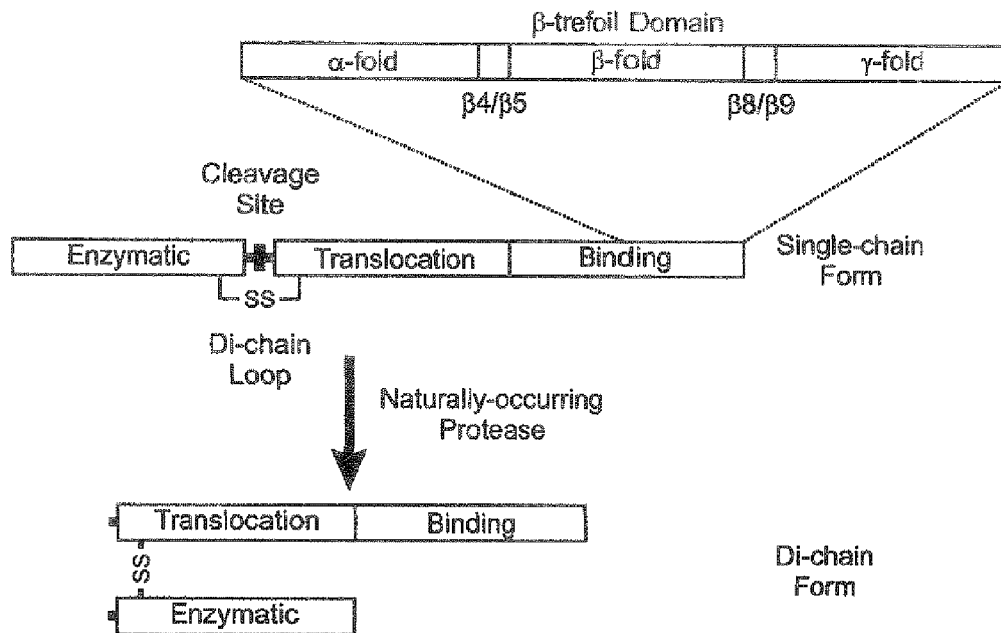 β-trefoil Domain
α-fold
β-fold
γ-fold
β4/β5
β8/β9
Cleavage
Site
Enzymatic
Translocation
Binding
Single-chain
Form
SS
Di-chain
Loop
Naturally-occurring
Protease
Translocation
Binding
SS
Enzymatic
Di-chain
Form